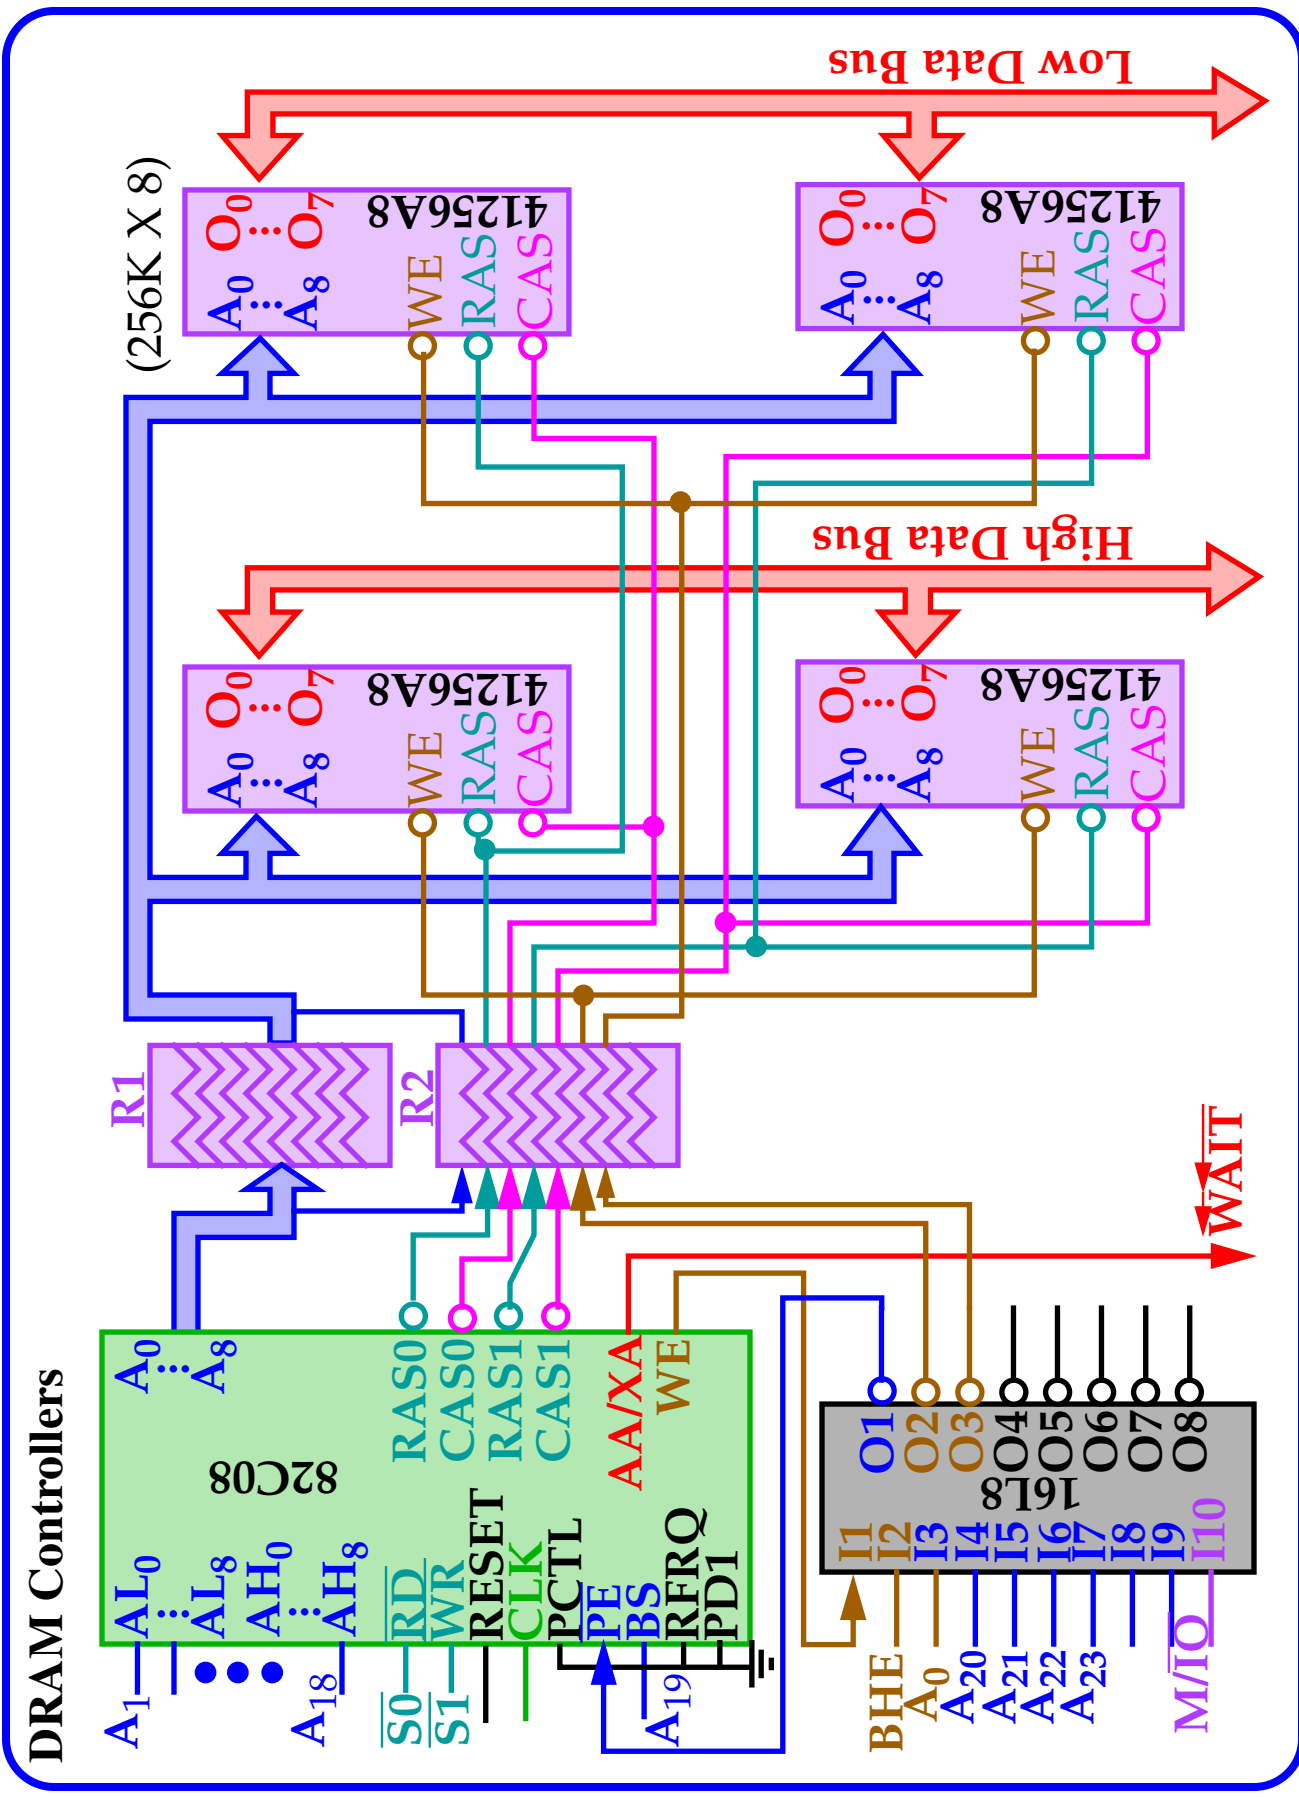 DRAM Controllers
A1
A18
S0
S1
A19
AL0
AL8
AH0
AH8
RD
WR
RESET
CLK
PCTL
PE
BS
RFRQ
PD1
82C08
A0
A8
RAS0
CAS0
RAS1
CAS1
AA/XA
WE
BHE
A0
A20
A21
A22
A23
M/IO
I1
I2
I3
I4
I5
I6
I7
I8
I9
I10
16L8
O1
O2
O3
O4
O5
O6
O7
O8
WAIT
R1
R2
A0
A8
O0
O7
41256A8
WE
RAS
CAS
A0
A8
O0
O7
41256A8
WE
RAS
CAS
High Data Bus
(256K X 8)
A0
A8
O0
O7
41256A8
WE
RAS
CAS
A0
A8
O0
O7
41256A8
WE
RAS
CAS
Low Data Bus